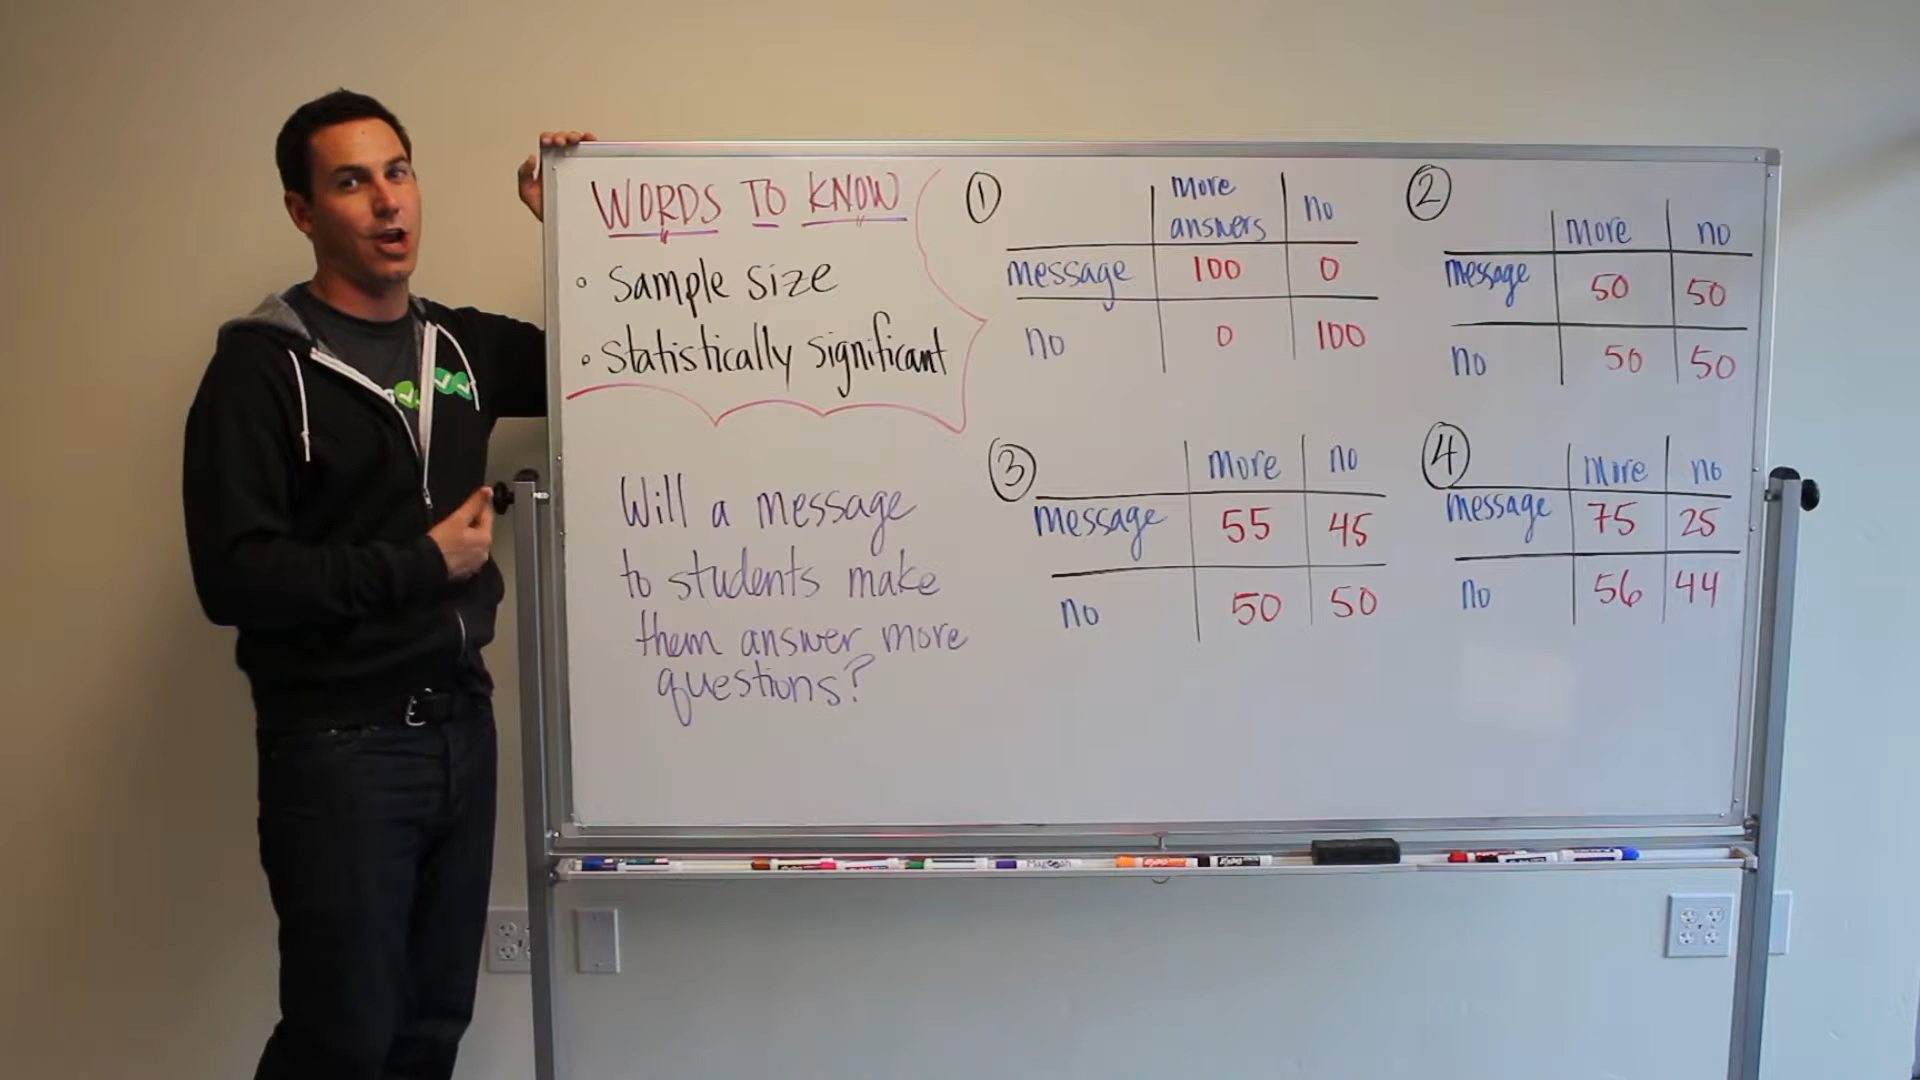 WORDS TO KNOW
• sample size
• statistically significant
Will a message
to students make
them answer more
questions?
①
More
answers no
message 100 0
no 0 100
②
More no
message 50 50
no 50 50
③
More no
message 55 45
no 50 50
④
More no
message 75 25
no 56 44